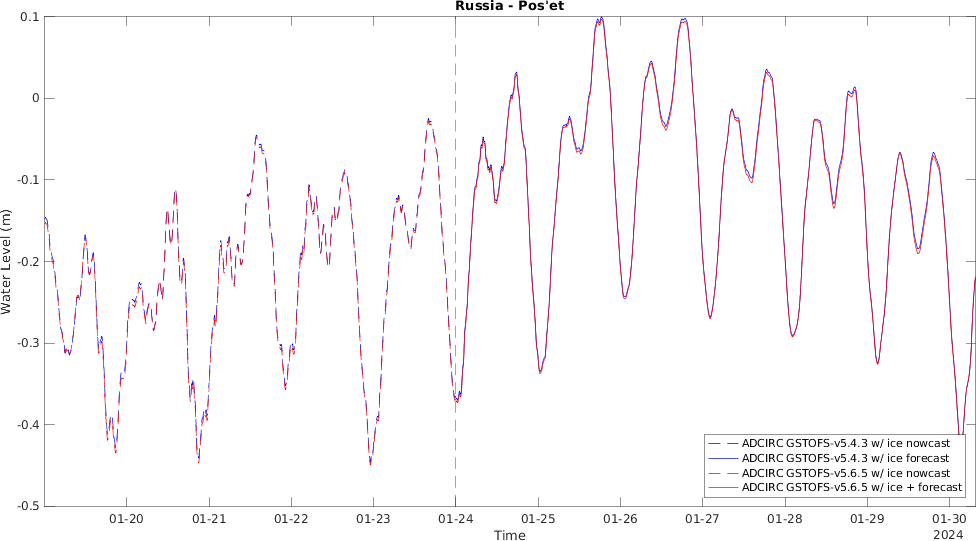 Russia - Pos'et
0.1
0
-0.1
-0.2
-0.3
-0.4
-0.5
Water Level (m)
ADCIRC GSTOFS-v5.4.3 w/ ice nowcast
ADCIRC GSTOFS-v5.4.3 w/ ice forecast
ADCIRC GSTOFS-v5.6.5 w/ ice nowcast
ADCIRC GSTOFS-v5.6.5 w/ ice + forecast
01-20 01-21 01-22 01-23 01-24 01-25 01-26 01-27 01-28 01-29 01-30
Time
2024